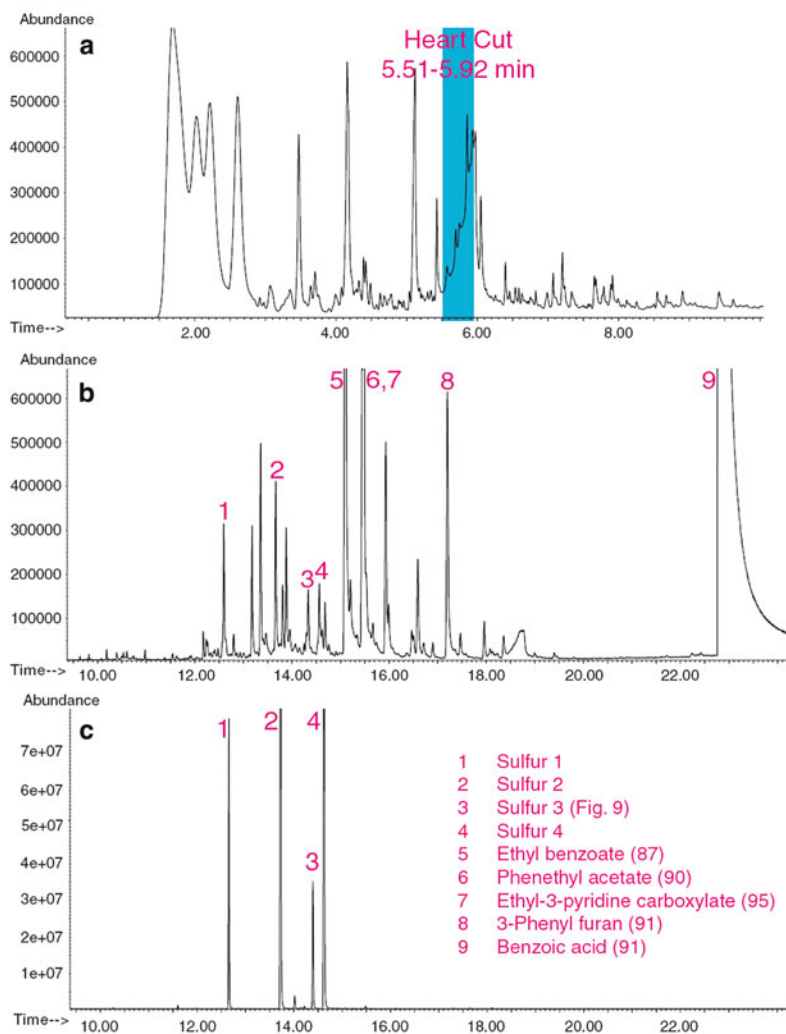 Abundance
a
Heart Cut
5.51-5.92 min
600000
500000
400000
300000
200000
100000
Time-->
2.00 4.00 6.00 8.00
Abundance
b
5 6,7 8 9
600000
500000
400000
300000
200000
100000
1 2 3 4
Time-->
10.00 12.00 14.00 16.00 18.00 20.00 22.00
Abundance
c
1 2 4
3
7e+07
6e+07
5e+07
4e+07
3e+07
2e+07
1e+07
1 Sulfur 1
2 Sulfur 2
3 Sulfur 3 (Fig. 9)
4 Sulfur 4
5 Ethyl benzoate (87)
6 Phenethyl acetate (90)
7 Ethyl-3-pyridine carboxylate (95)
8 3-Phenyl furan (91)
9 Benzoic acid (91)
Time-->
10.00 12.00 14.00 16.00 18.00 20.00 22.00